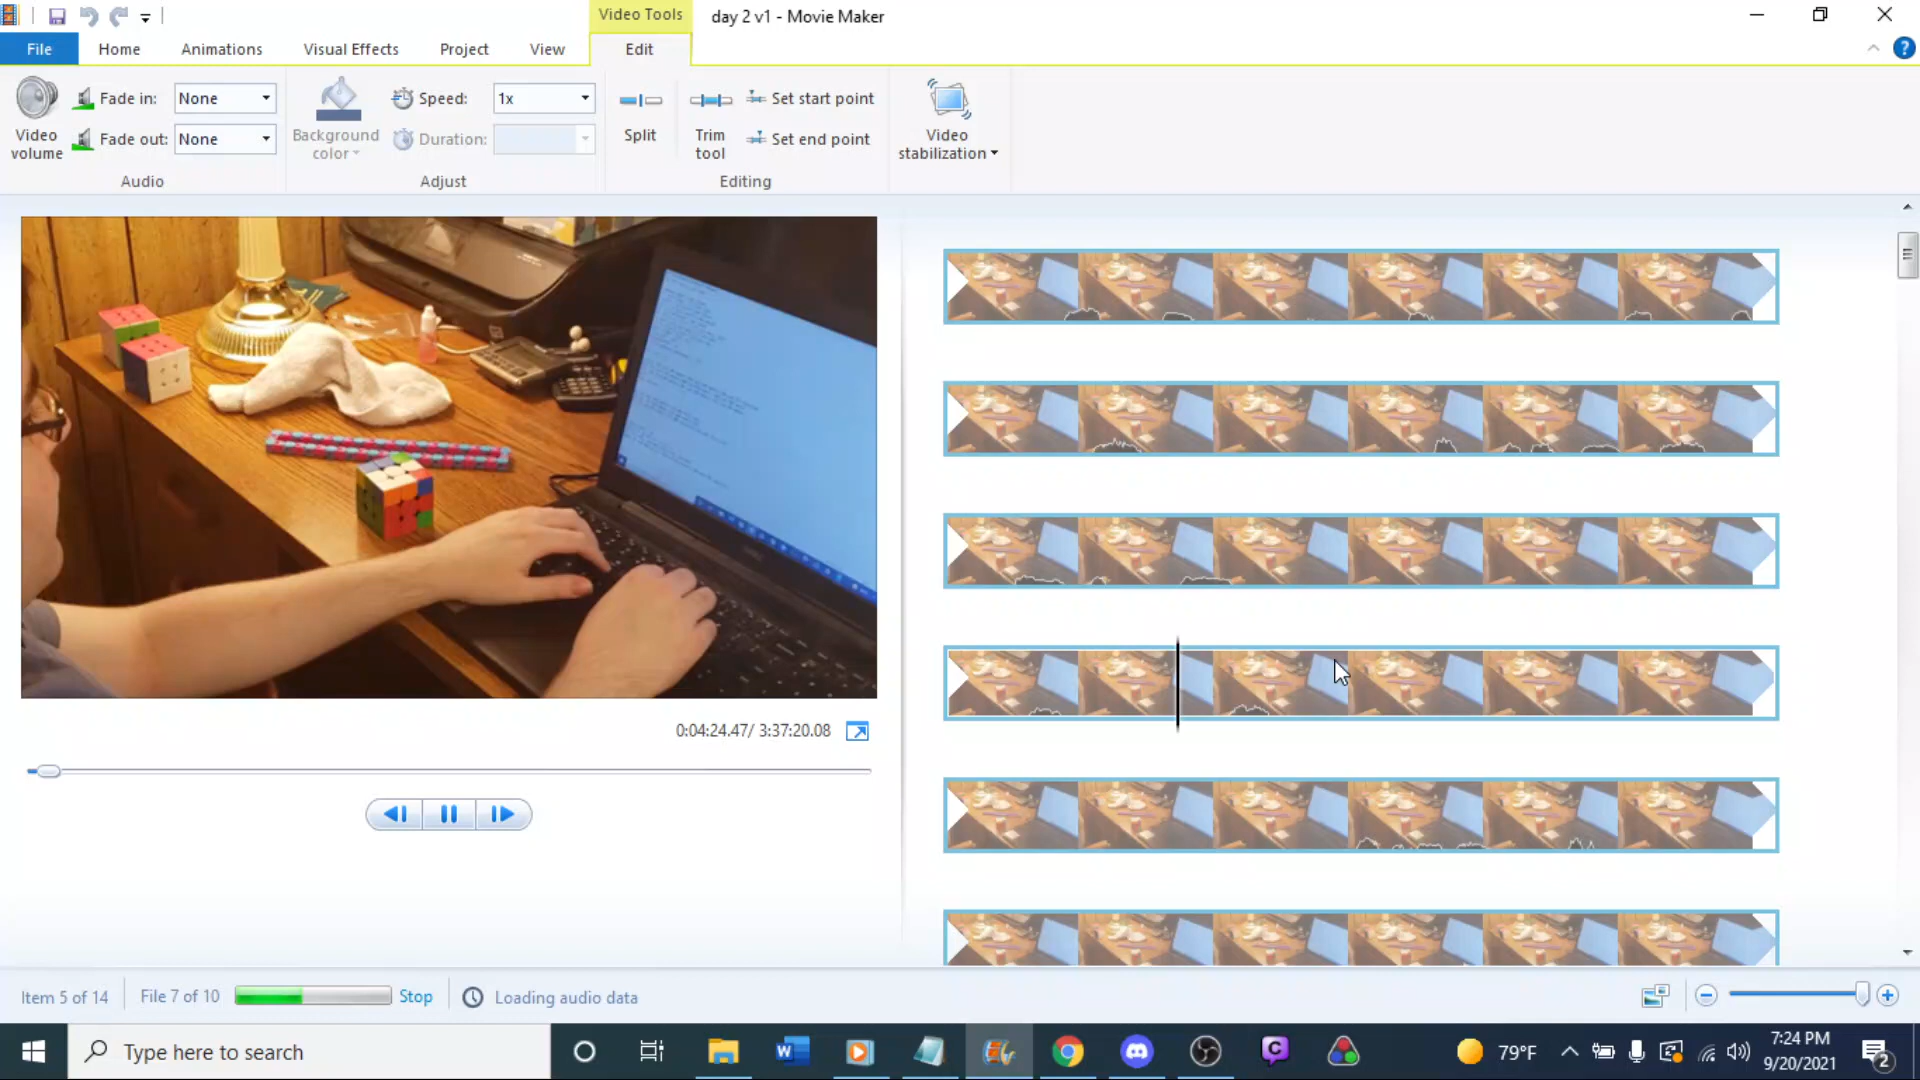 Video Tools
day 2 v1 - Movie Maker
File
Home
Animations
Visual Effects
Project
View
Edit
Video
volume
Fade in:
None
Fade out:
None
Audio
Background
color
Speed:
1x
Duration:
Adjust
Split
Trim
tool
Set start point
Set end point
Editing
Video
stabilization
0:04:24.47/ 3:37:20.08
Item 5 of 14
File 7 of 10
Stop
Loading audio data
Type here to search
79°F
7:24 PM
9/20/2021
2